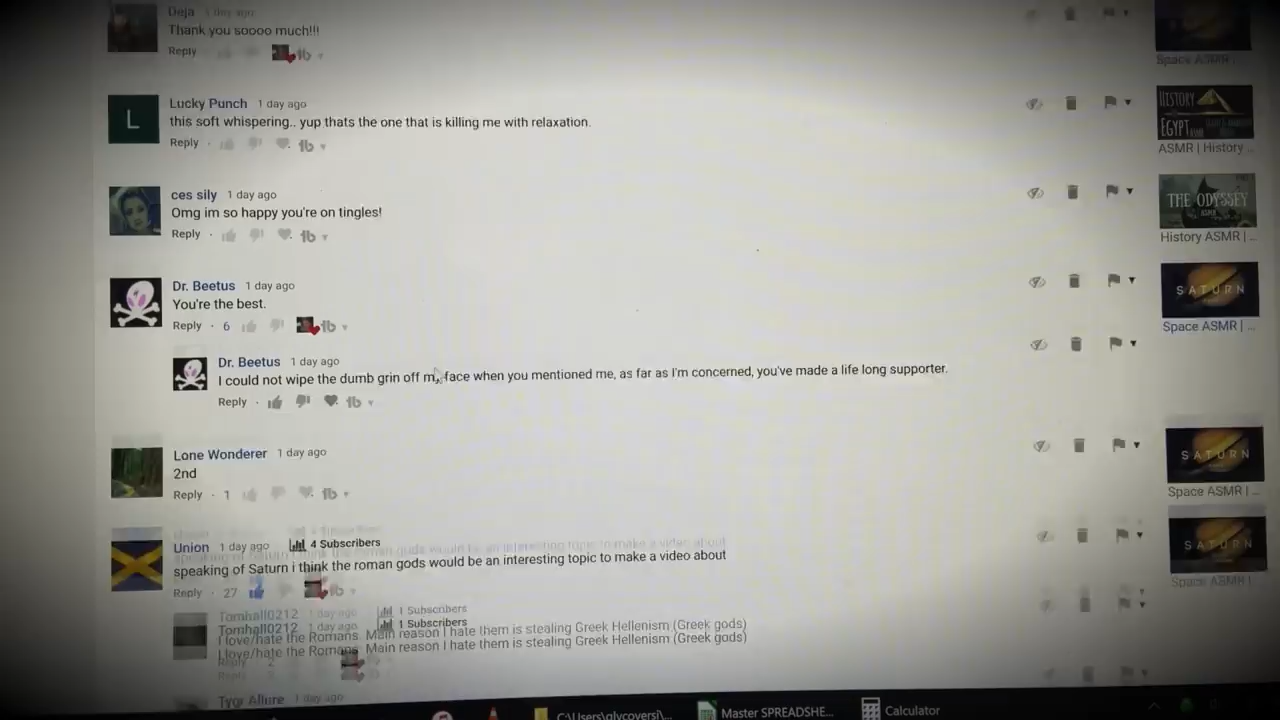 Deja 1 day ago
Thank you soooo much!!!
Reply
Space ASMR ...
Lucky Punch 1 day ago
this soft whispering.. yup thats the one that is killing me with relaxation.
Reply
L
HISTORY
EGYPT ASMR
ASMR | History ...
ces sily 1 day ago
Omg im so happy you're on tingles!
Reply
THE ODYSSEY
ASMR
History ASMR | ...
Dr. Beetus 1 day ago
You're the best.
Reply · 6
SATURN
Space ASMR | ...
Dr. Beetus 1 day ago
I could not wipe the dumb grin off my face when you mentioned me, as far as I'm concerned, you've made a life long supporter.
Reply
Lone Wonderer 1 day ago
2nd
Reply · 1
SATURN
Space ASMR | ...
Union 1 day ago 4 Subscribers
speaking of Saturn i think the roman gods would be an interesting topic to make a video about
Reply · 27
SATURN
Space ASMR | ...
Tomhall0212 1 day ago 1 Subscribers
I love/hate the Romans. Main reason I hate them is stealing Greek Hellenism (Greek gods)
Reply 2
Tygr Allure 1 day ago
Master SPREADSHE...
Calculator